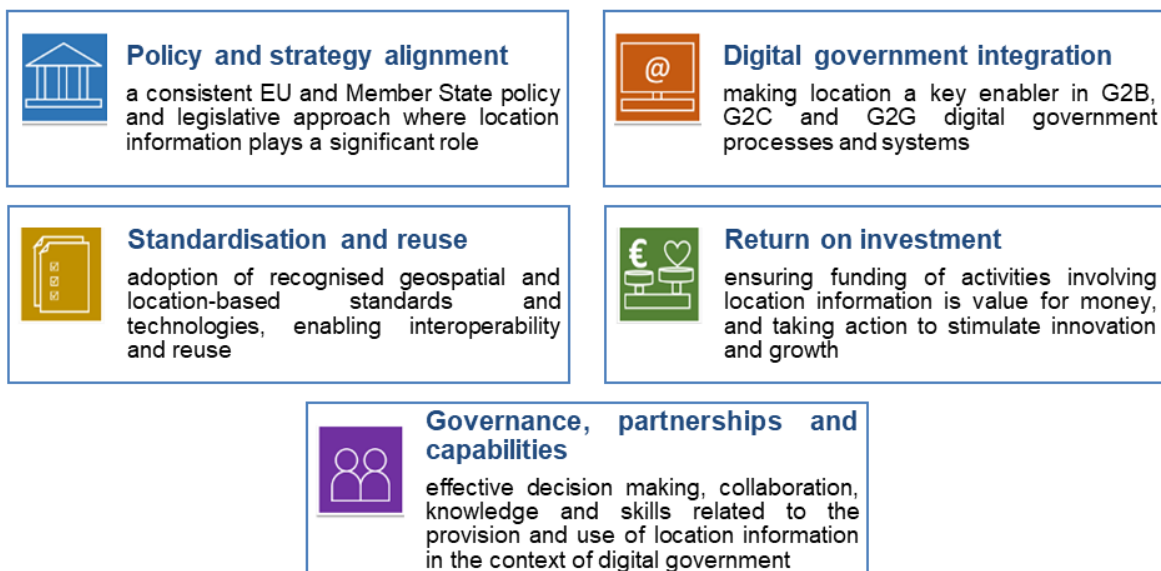 Policy and strategy alignment
a consistent EU and Member State policy
and legislative approach where location
information plays a significant role
@
Digital government integration
making location a key enabler in G2B,
G2C and G2G digital government
processes and systems
Standardisation and reuse
adoption of recognised geospatial and
location-based standards and
technologies, enabling interoperability
and reuse
€
Return on investment
ensuring funding of activities involving
location information is value for money,
and taking action to stimulate innovation
and growth
Governance, partnerships and
capabilities
effective decision making, collaboration,
knowledge and skills related to the
provision and use of location information
in the context of digital government